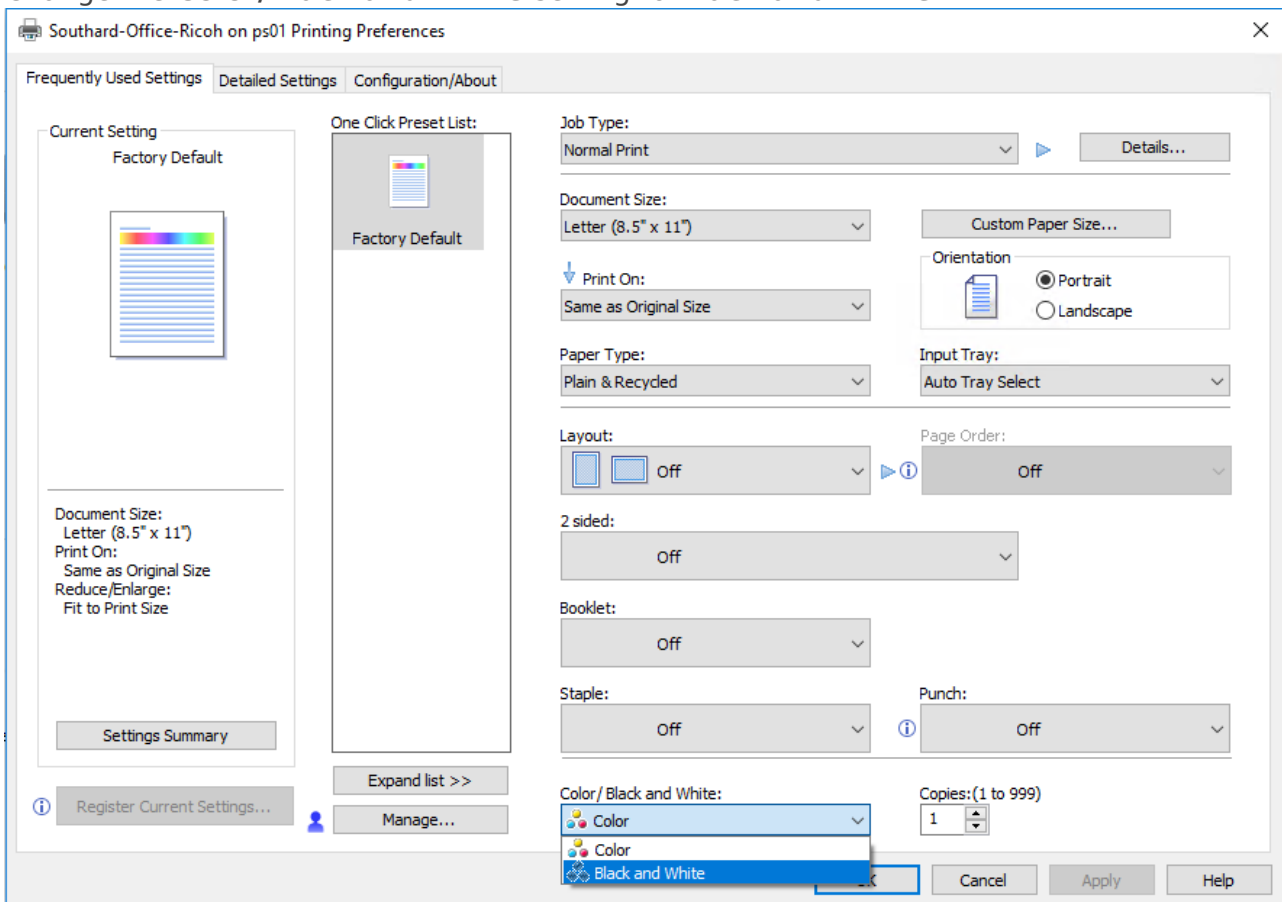 Southard-Office-Ricoh on ps01 Printing Preferences
Frequently Used Settings
Detailed Settings
Configuration/About
Current Setting
Factory Default
Document Size:
Letter (8.5" x 11")
Print On:
Same as Original Size
Reduce/Enlarge:
Fit to Print Size
Settings Summary
Register Current Settings...
One Click Preset List:
Factory Default
Expand list >>
Manage...
Job Type:
Normal Print
Details...
Document Size:
Letter (8.5" x 11")
Custom Paper Size...
Print On:
Same as Original Size
Orientation
Portrait
Landscape
Paper Type:
Plain & Recycled
Input Tray:
Auto Tray Select
Layout:
Off
Page Order:
Off
2 sided:
Off
Booklet:
Off
Staple:
Off
Punch:
Off
Color/ Black and White:
Color
Color
Black and White
Copies:(1 to 999)
1
Cancel
Apply
Help